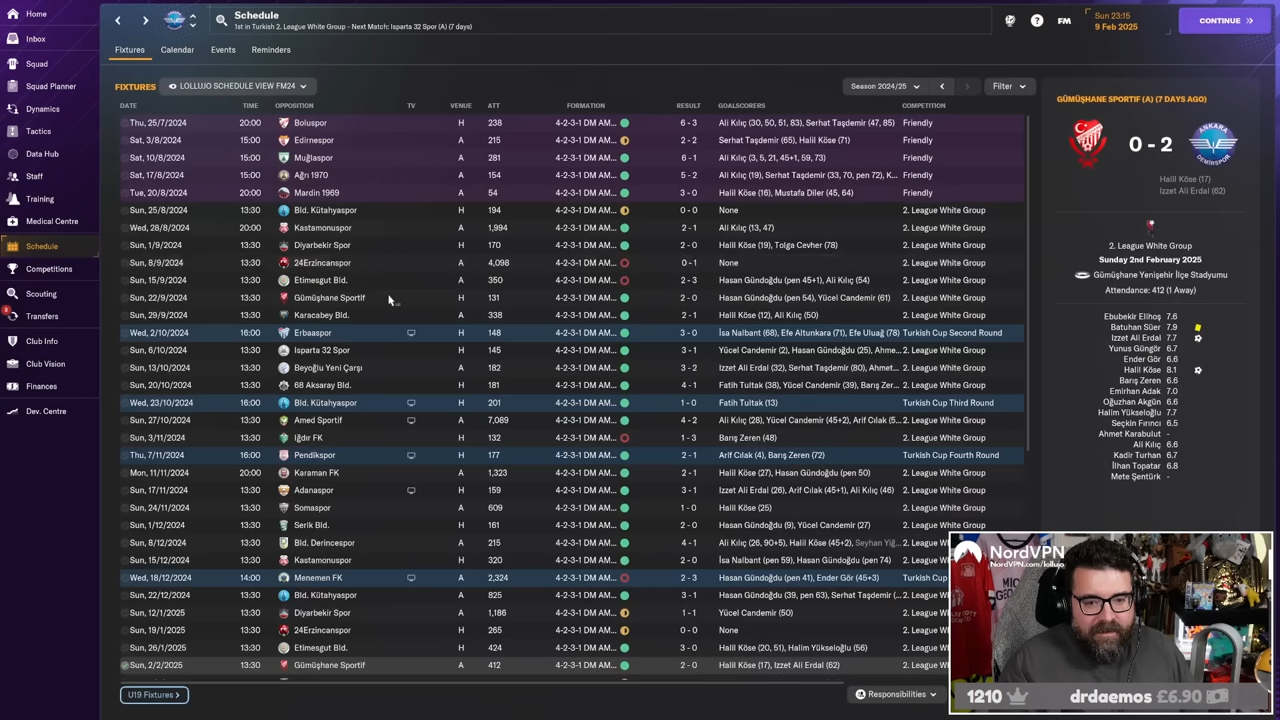 Home
Inbox
Squad
Squad Planner
Dynamics
Tactics
Data Hub
Staff
Training
Medical Centre
Schedule
Competitions
Scouting
3
Transfers
Club Info
Club Vision
Finances
Dev. Centre
Schedule
1st in Turkish 2. League White Group - Next Match: Isparta 32 Spor (A) (7 days)
?
FM
Sun 23:15
9 Feb 2025
CONTINUE
Fixtures Calendar Events Reminders
FIXTURES LOLLUJO SCHEDULE VIEW FM24 Season 2024/25 Filter
DATE TIME OPPOSITION TV VENUE ATT FORMATION RESULT GOALSCORERS COMPETITION
Thu, 25/7/2024 20:00 Boluspor H 238 4-2-3-1 DM AM... 6 - 3 Ali Kılıç (30, 50, 51, 83), Serhat Taşdemir (47, 85) Friendly
Sat, 3/8/2024 15:00 Edirnespor A 215 4-2-3-1 DM AM... 2 - 2 Serhat Taşdemir (65), Halil Köse (71) Friendly
Sat, 10/8/2024 15:00 Muğlaspor A 281 4-2-3-1 DM AM... 6 - 1 Ali Kılıç (3, 5, 21, 45+1, 59, 73) Friendly
Sat, 17/8/2024 15:00 Ağrı 1970 A 154 4-2-3-1 DM AM... 5 - 2 Ali Kılıç (19), Serhat Taşdemir (33, 70, pen 72), K... Friendly
Tue, 20/8/2024 15:00 Mardin 1969 A 54 4-2-3-1 DM AM... 3 - 0 Halil Köse (16), Mustafa Diler (45, 64) Friendly
Sun, 25/8/2024 13:30 Bld. Kütahyaspor H 194 4-2-3-1 DM AM... 0 - 0 None 2. League White Group
Wed, 28/8/2024 20:00 Kastamonuspor A 1,994 4-2-3-1 DM AM... 2 - 1 Ali Kılıç (13, 47) 2. League White Group
Sun, 1/9/2024 13:30 Diyarbekir Spor H 170 4-2-3-1 DM AM... 2 - 0 Halil Köse (19), Tolga Cevher (78) 2. League White Group
Sun, 8/9/2024 13:30 24Erzincanspor A 4,098 4-2-3-1 DM AM... 0 - 1 None 2. League White Group
Sun, 15/9/2024 13:30 Etimesgut Bld. A 350 4-2-3-1 DM AM... 2 - 3 Hasan Gündoğdu (pen 45+1), Ali Kılıç (54) 2. League White Group
Sun, 22/9/2024 13:30 Gümüşhane Sportif H 131 4-2-3-1 DM AM... 2 - 0 Hasan Gündoğdu (pen 54), Yücel Candemir (61) 2. League White Group
Sun, 29/9/2024 13:30 Karacabey Bld. A 338 4-2-3-1 DM AM... 2 - 1 Halil Köse (12), Ali Kılıç (50) 2. League White Group
Wed, 2/10/2024 16:00 Erbaaspor H 148 4-2-3-1 DM AM... 3 - 0 İsa Nalbant (68), Efe Altunkara (71), Efe Uluağ (78) Turkish Cup Second Round
Sun, 6/10/2024 13:30 Isparta 32 Spor H 145 4-2-3-1 DM AM... 3 - 1 Yücel Candemir (2), Hasan Gündoğdu (25), Ahme... 2. League White Group
Sun, 13/10/2024 13:30 Beyoğlu Yeni Çarşı A 182 4-2-3-1 DM AM... 3 - 2 Izzet Ali Erdal (32), Serhat Taşdemir (80), Ahmet... 2. League White Group
Sun, 20/10/2024 13:30 68 Aksaray Bld. H 181 4-2-3-1 DM AM... 4 - 1 Fatih Tultak (38), Yücel Candemir (39), Barış Zer... 2. League White Group
Wed, 23/10/2024 16:00 Bld. Kütahyaspor H 201 4-2-3-1 DM AM... 1 - 0 Fatih Tultak (13) Turkish Cup Third Round
Sun, 27/10/2024 13:30 Amed Sportif A 7,089 4-2-3-1 DM AM... 4 - 2 Ali Kılıç (28), Yücel Candemir (45+2), Arif Cılak (5... 2. League White Group
Sun, 3/11/2024 13:30 Iğdır FK H 132 4-2-3-1 DM AM... 1 - 3 Barış Zeren (48) 2. League White Group
Thu, 7/11/2024 16:00 Pendikspor H 177 4-2-3-1 DM AM... 2 - 1 Arif Cılak (4), Barış Zeren (72) Turkish Cup Fourth Round
Mon, 11/11/2024 20:00 Karaman FK A 1,323 4-2-3-1 DM AM... 2 - 1 Halil Köse (27), Hasan Gündoğdu (pen 50) 2. League White Group
Sun, 17/11/2024 13:30 Adanaspor H 159 4-2-3-1 DM AM... 3 - 1 Izzet Ali Erdal (26), Arif Cılak (45+1), Ali Kılıç (46) 2. League White Group
Sun, 24/11/2024 13:30 Somaspor A 609 4-2-3-1 DM AM... 1 - 0 Halil Köse (25) 2. League White Group
Sun, 1/12/2024 13:30 Serik Bld. H 161 4-2-3-1 DM AM... 2 - 0 Hasan Gündoğdu (9), Yücel Candemir (27) 2. League White Group
Sun, 8/12/2024 13:30 Bld. Derincespor A 215 4-2-3-1 DM AM... 4 - 1 Ali Kılıç (26, 90+5), Halil Köse (45+2), Seyhan Yiğ... 2. League White Group
Sun, 15/12/2024 13:30 Kastamonuspor H 320 4-2-3-1 DM AM... 2 - 0 İsa Nalbant (pen 59), Hasan Gündoğdu (pen 74) 2. League White Group
Wed, 18/12/2024 14:00 Menemen FK A 2,324 4-2-3-1 DM AM... 2 - 3 Hasan Gündoğdu (pen 41), Ender Gör (45+3) Turkish Cup
Sun, 22/12/2024 13:30 Bld. Kütahyaspor A 825 4-2-3-1 DM AM... 3 - 1 Hasan Gündoğdu (39, pen 63), Serhat Taşdemir (... 2. League Wh
Sun, 12/1/2025 13:30 Diyarbekir Spor A 1,186 4-2-3-1 DM AM... 1 - 1 Yücel Candemir (50) 2. League Wh
Sun, 19/1/2025 13:30 24Erzincanspor H 265 4-2-3-1 DM AM... 0 - 0 None 2. League Wh
Sun, 26/1/2025 13:30 Etimesgut Bld. H 424 4-2-3-1 DM AM... 3 - 0 Halil Köse (20, 51), Halim Yükseloğlu (56) 2. League Wh
Sun, 2/2/2025 13:30 Gümüşhane Sportif A 412 4-2-3-1 DM AM... 2 - 0 Halil Köse (17), Izzet Ali Erdal (62) 2. League Wh
U19 Fixtures
Responsibilities
GÜMÜŞHANE SPORTIF (A) (7 DAYS AGO)
0 - 2
ANKARA
DEMİRSPOR
Halil Köse (17)
Izzet Ali Erdal (62)
2. League White Group
Sunday 2nd February 2025
Gümüşhane Yenişehir İlçe Stadyumu
Attendance: 412 (1 Away)
Ebubekir Ellihoş 7.6
Batuhan Süer 7.9
Izzet Ali Erdal 7.7
Yunus Güngör 6.7
Ender Gör 6.6
Halil Köse 8.1
Barış Zeren 6.6
Emirhan Adak 7.0
Oğuzhan Akgün 6.6
Halim Yükseloğlu 7.7
Seçkin Fırıncı 6.5
Ahmet Karabulut -
Ali Kılıç 6.6
Kadir Turhan 6.7
İlhan Topatar 6.8
Mete Şentürk -
NordVPN
NordVPN.com/lollujo
1210 drdaemos £6.90